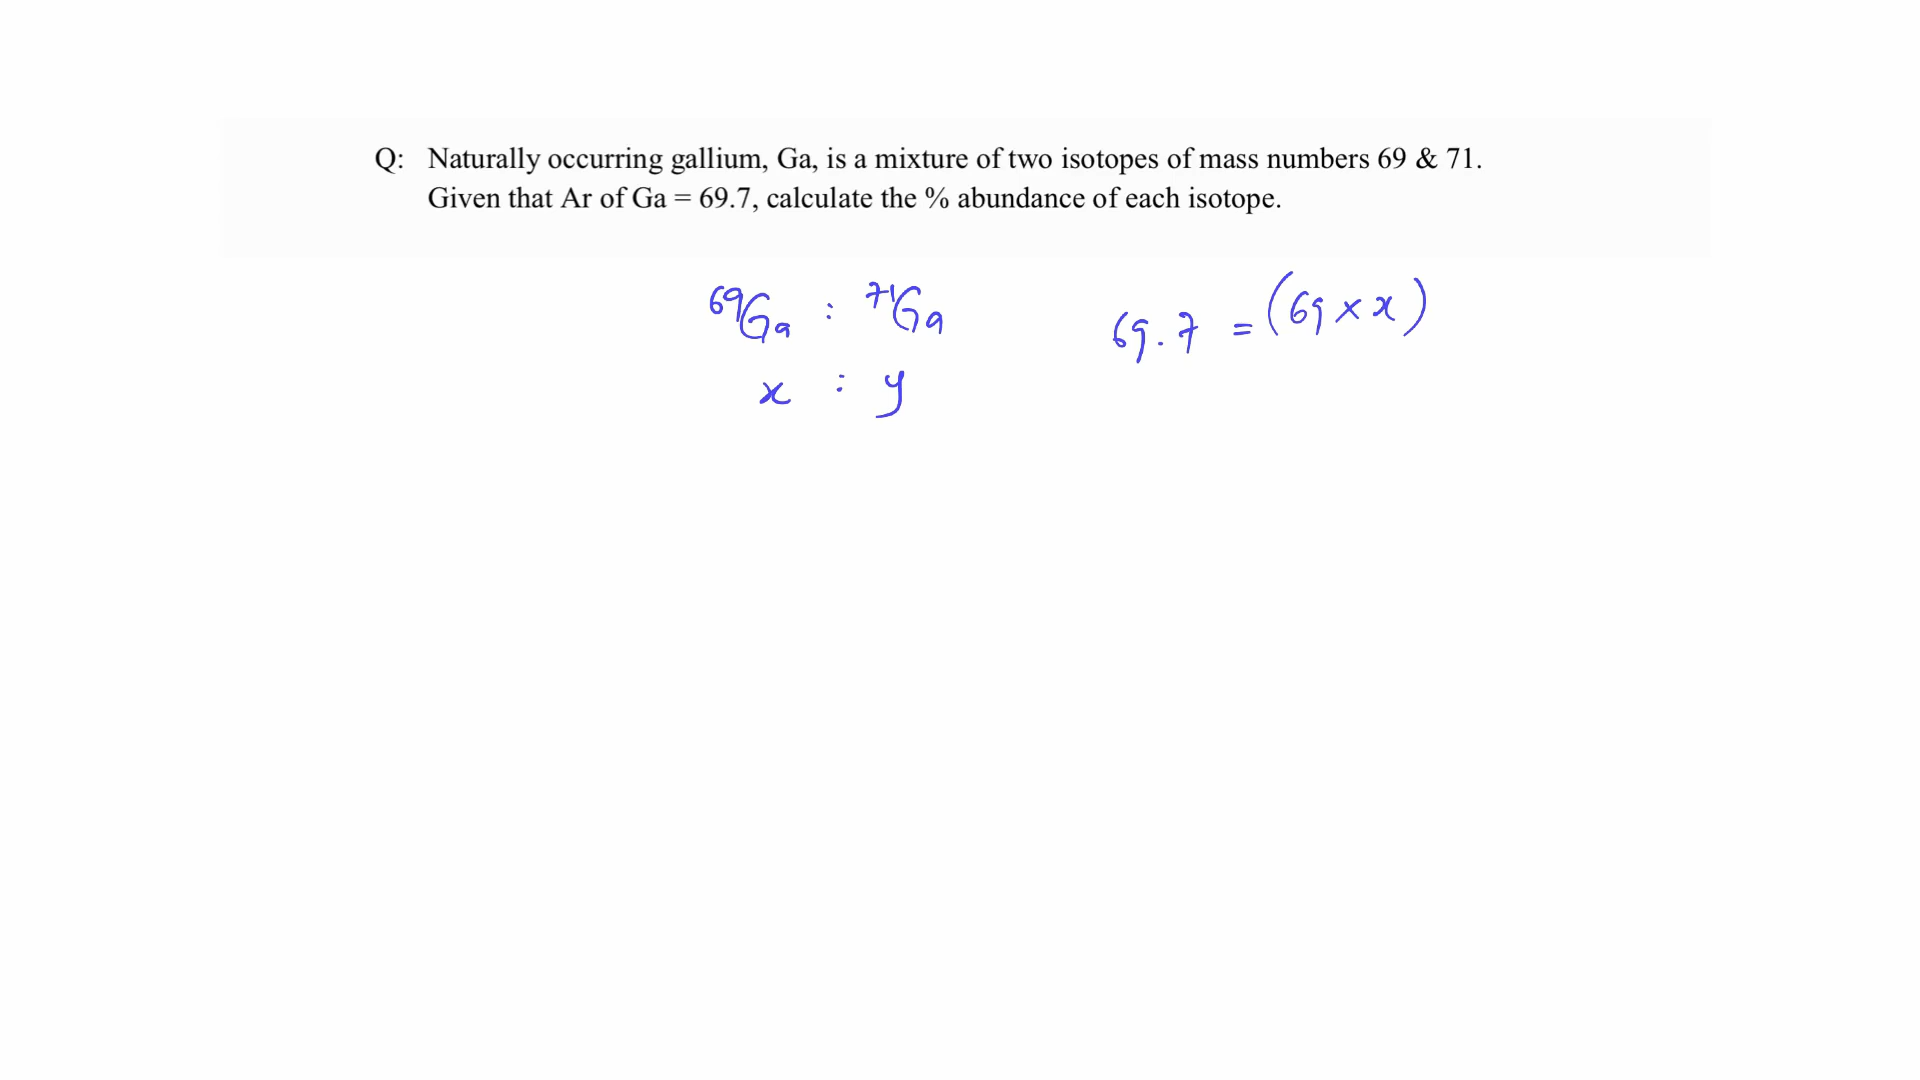 Q: Naturally occurring gallium, Ga, is a mixture of two isotopes of mass numbers 69 & 71.
Given that Ar of Ga = 69.7, calculate the % abundance of each isotope.
⁶⁹Ga : ⁷¹Ga
x : y
69.7 = (69 × x)